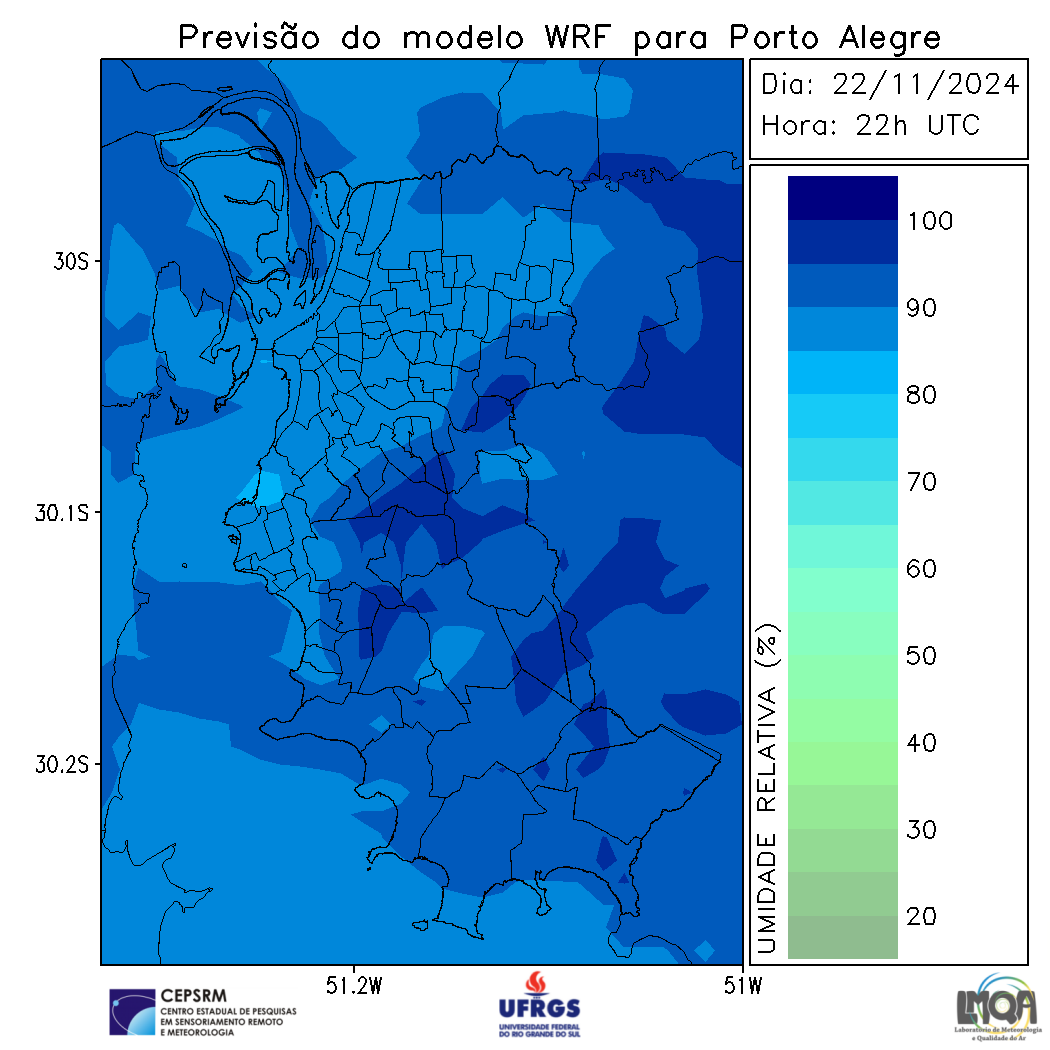 Previsão do modelo WRF para Porto Alegre
Dia: 22/11/2024
Hora: 22h UTC
30S
30.1S
30.2S
51.2W
51W
UMIDADE RELATIVA (%)
100
90
80
70
60
50
40
30
20
CEPSRM
CENTRO ESTADUAL DE PESQUISAS
EM SENSORIAMENTO REMOTO
E METEOROLOGIA
UFRGS
UNIVERSIDADE FEDERAL
DO RIO GRANDE DO SUL
LMQA
Laboratório de Meteorologia
e Qualidade do Ar